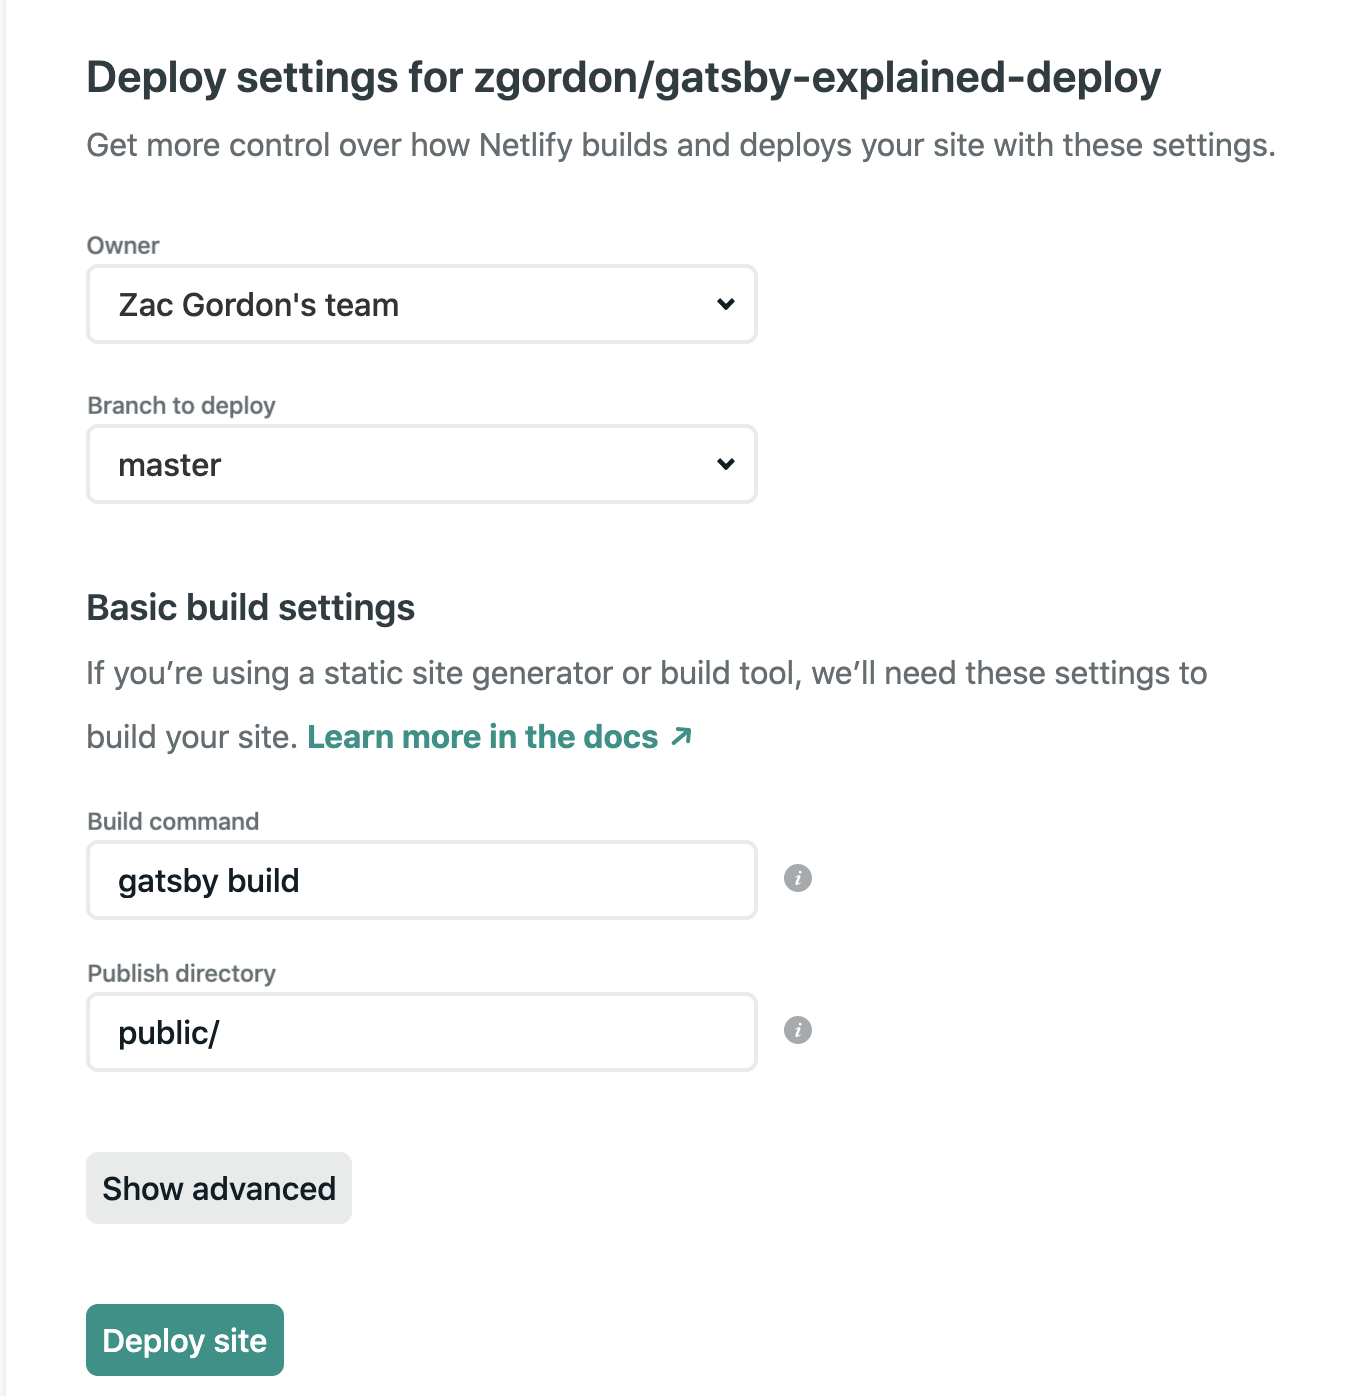 Deploy settings for zgordon/gatsby-explained-deploy
Get more control over how Netlify builds and deploys your site with these settings.
Owner
Zac Gordon's team
Branch to deploy
master
Basic build settings
If you’re using a static site generator or build tool, we’ll need these settings to
build your site. Learn more in the docs ↗
Build command
gatsby build
i
Publish directory
public/
i
Show advanced
Deploy site